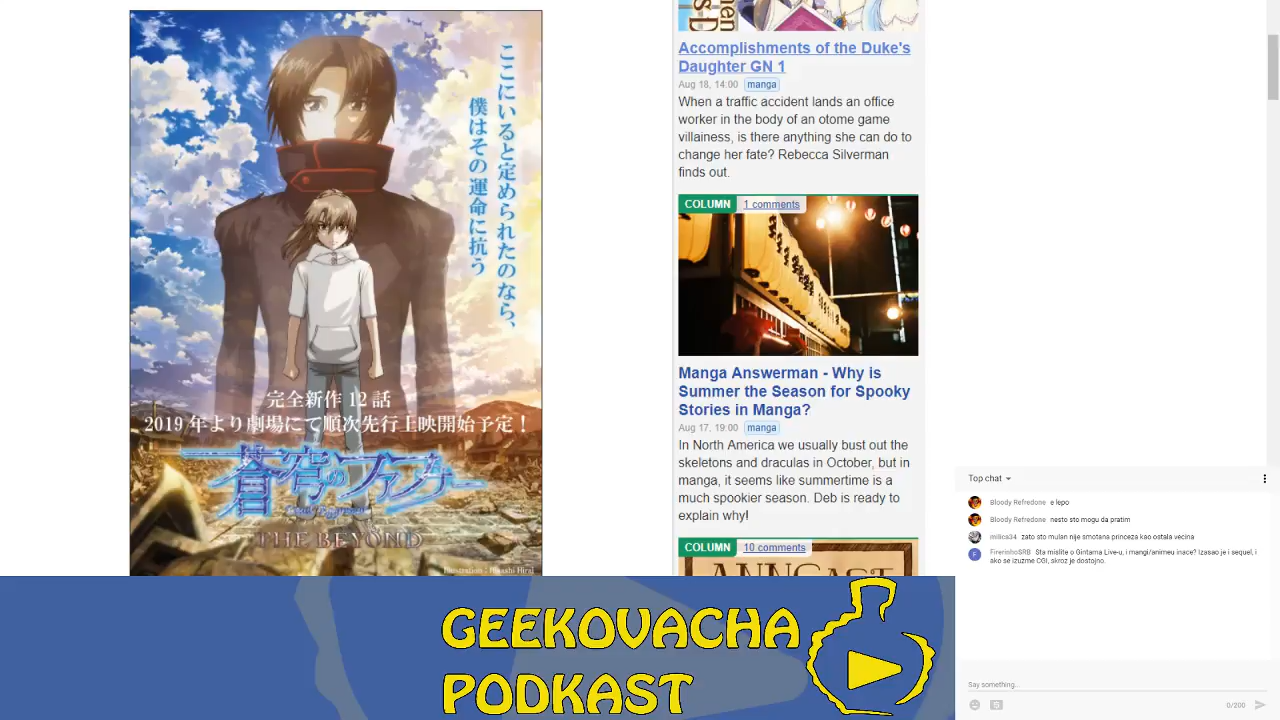 ここにいると定められたのなら、
僕はその運命に抗う
完全新作12話
2019年より劇場にて順次先行上映開始予定！
蒼穹のファフナー
THE BEYOND
Illustration : Hisashi Hirai
Accomplishments of the Duke's
Daughter GN 1
Aug 18, 14:00 manga
When a traffic accident lands an office
worker in the body of an otome game
villainess, is there anything she can do to
change her fate? Rebecca Silverman
finds out.
COLUMN 1 comments
Manga Answerman - Why is
Summer the Season for Spooky
Stories in Manga?
Aug 17, 19:00 manga
In North America we usually bust out the
skeletons and draculas in October, but in
manga, it seems like summertime is a
much spookier season. Deb is ready to
explain why!
COLUMN 10 comments
ANNCAST
GEEKOVACHA
PODKAST
Top chat
Bloody Refredone e lepo
Bloody Refredone nesto sto mogu da pratim
milica34 zato sto mulan nije smotana princeza kao ostala vecina
F FirerinhoSRB Sta mislite o Gintama Live-u, i mangi/animeu inace? Izasao je i sequel, i
ako se izuzme CGI, skroz je dostojno.
Say something...
0/200